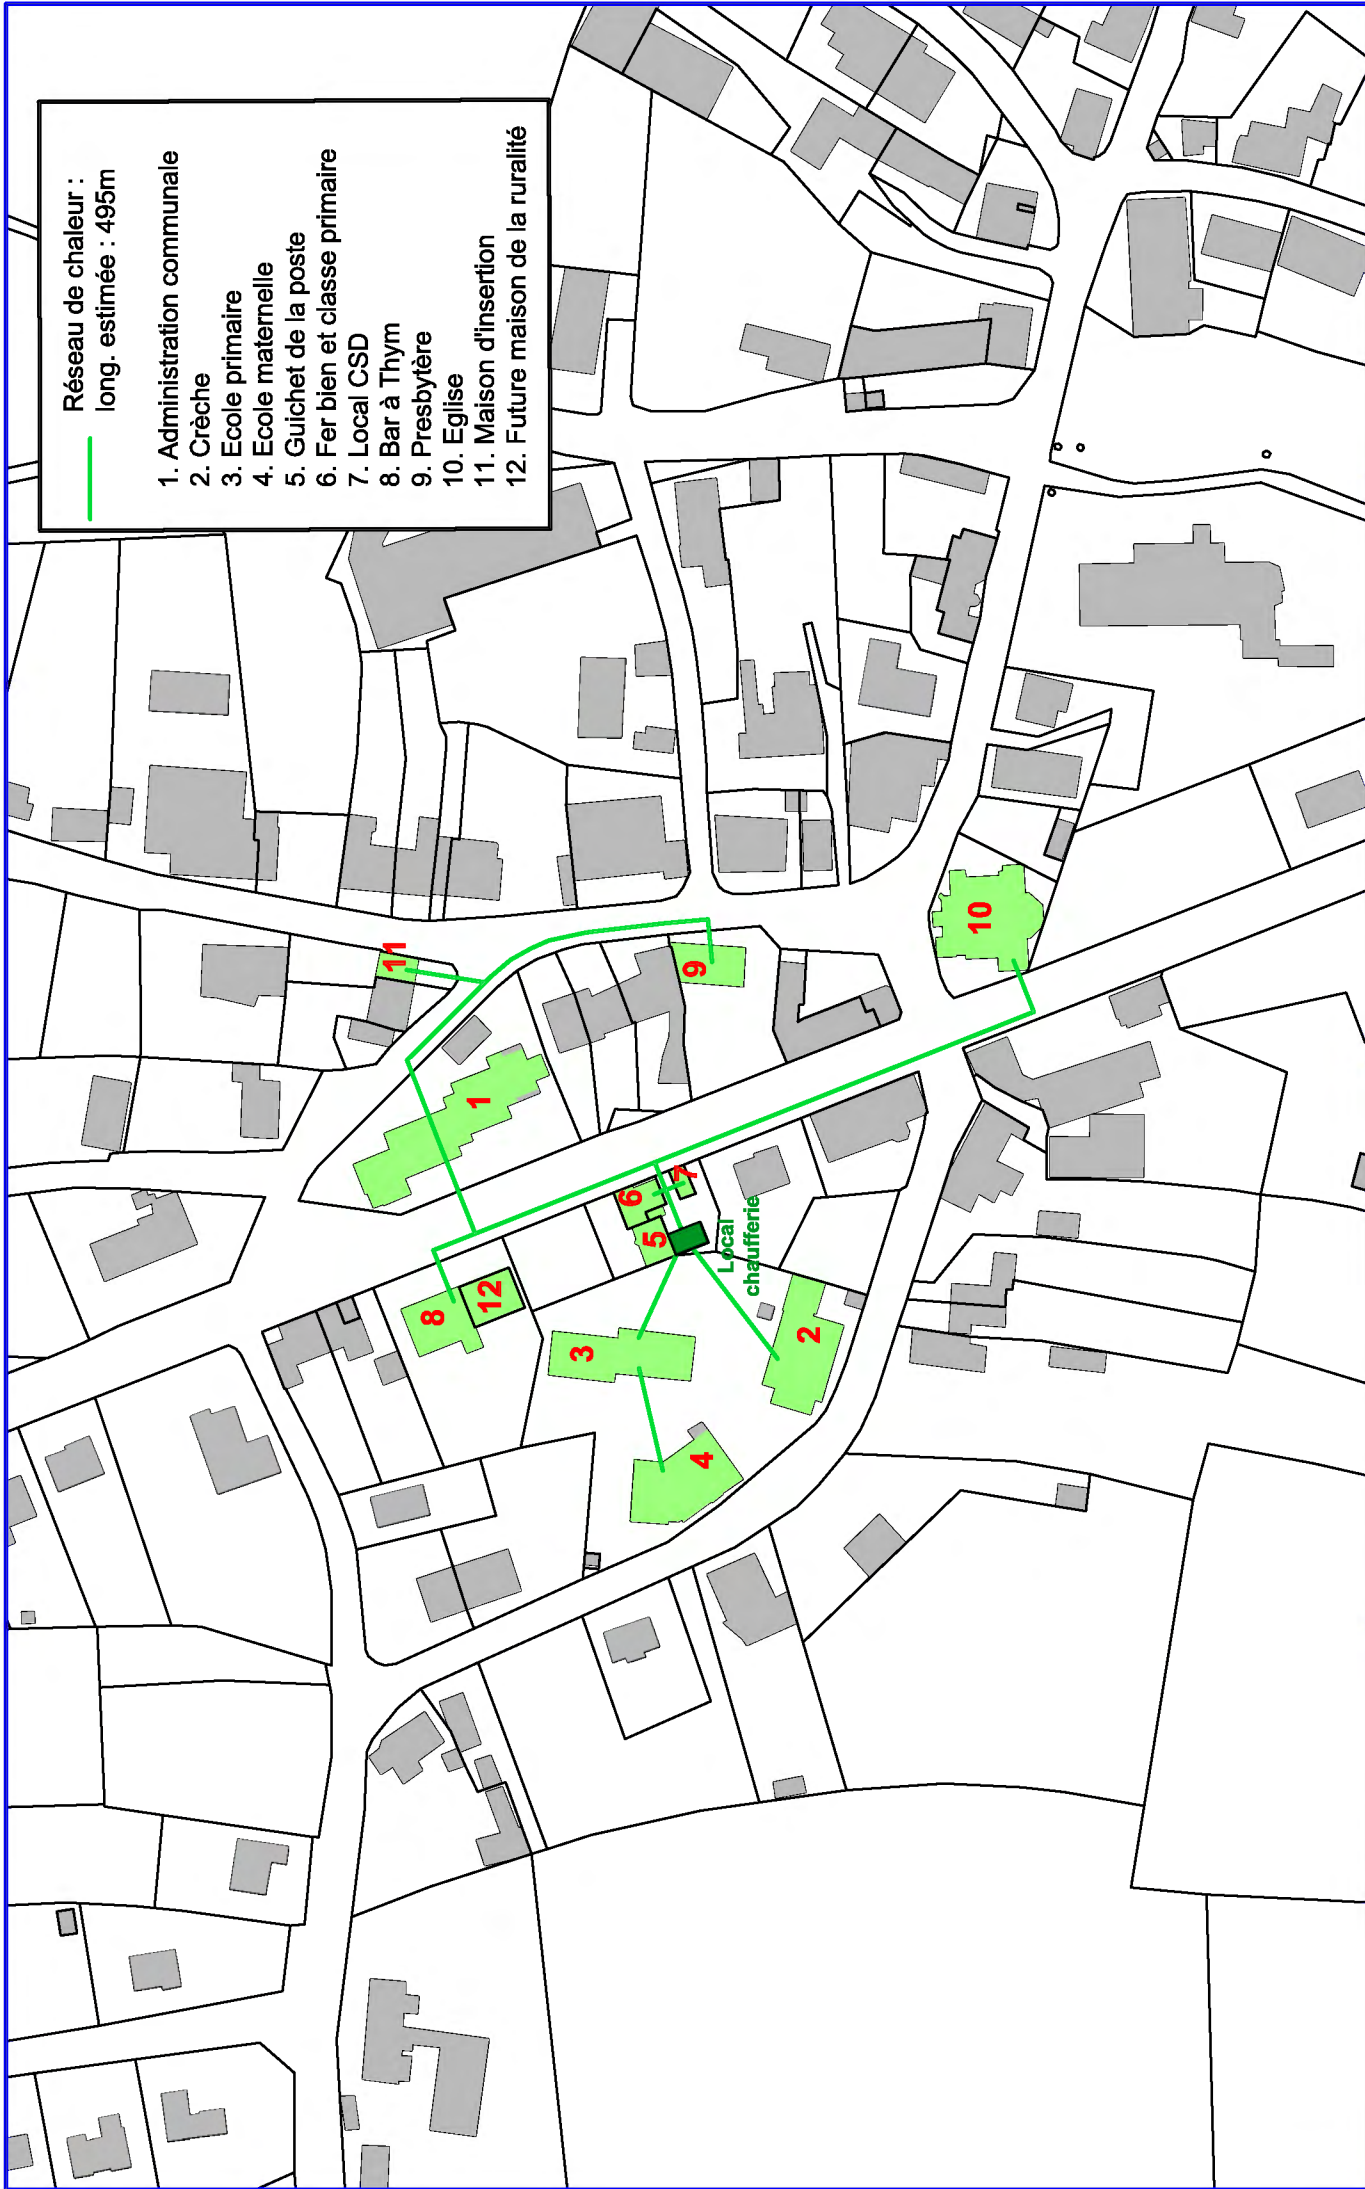 Réseau de chaleur :
long. estimée : 495m
1. Administration communale
2. Crèche
3. Ecole primaire
4. Ecole maternelle
5. Guichet de la poste
6. Fer bien et classe primaire
7. Local CSD
8. Bar à Thym
9. Presbytère
10. Eglise
11. Maison d'insertion
12. Future maison de la ruralité
11
9
10
1
6
7
5
Local
chaufferie
8
12
3
2
4